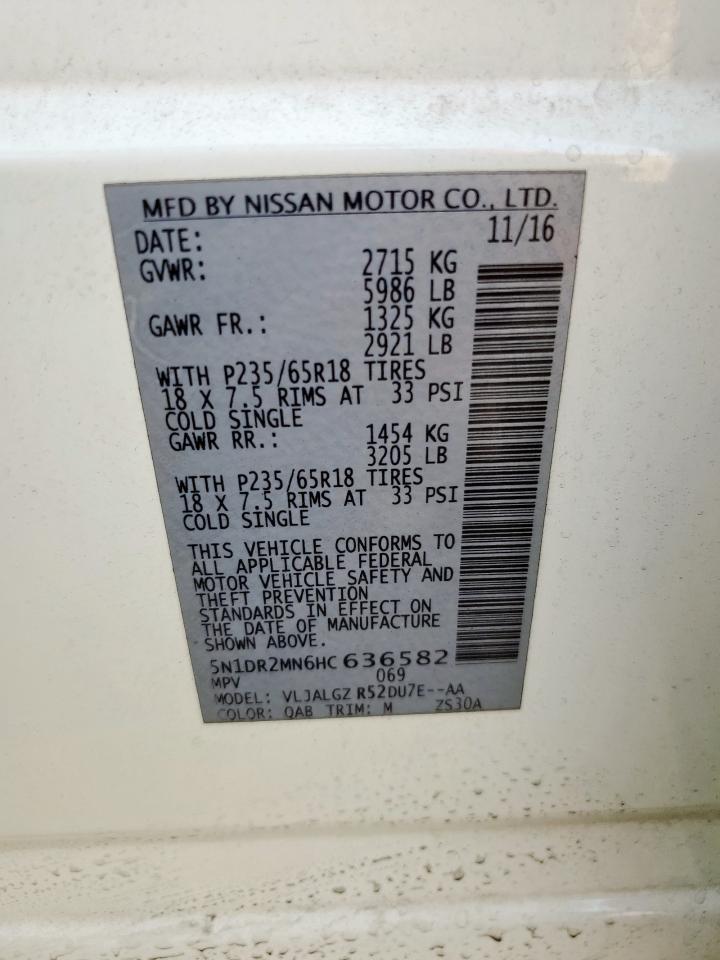 MFD BY NISSAN MOTOR CO., LTD.
DATE: 11/16
GVWR: 2715 KG
5986 LB
GAWR FR.: 1325 KG
2921 LB
WITH P235/65R18 TIRES
18 X 7.5 RIMS AT 33 PSI
COLD SINGLE
GAWR RR.: 1454 KG
3205 LB
WITH P235/65R18 TIRES
18 X 7.5 RIMS AT 33 PSI
COLD SINGLE
THIS VEHICLE CONFORMS TO
ALL APPLICABLE FEDERAL
MOTOR VEHICLE SAFETY AND
THEFT PREVENTION
STANDARDS IN EFFECT ON
THE DATE OF MANUFACTURE
SHOWN ABOVE.
5N1DR2MN6HC636582
MPV 069
MODEL: VLJALGZ R52DU7E--AA
COLOR: QAB TRIM: M ZS30A